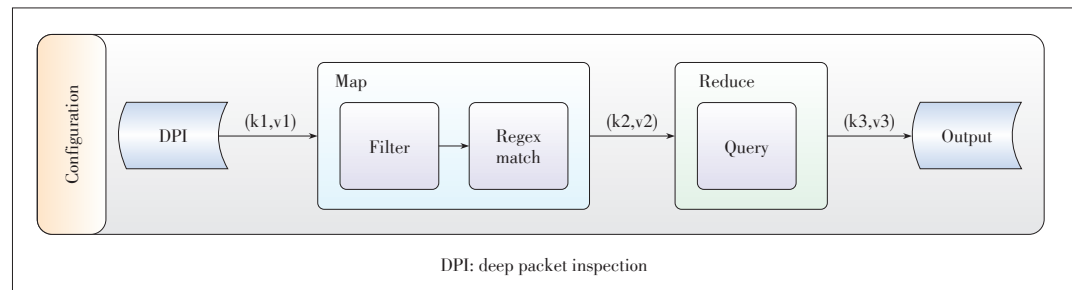 Configuration
DPI
(k1,v1)
Map
Filter
Regex
match
(k2,v2)
Reduce
Query
(k3,v3)
Output
DPI: deep packet inspection